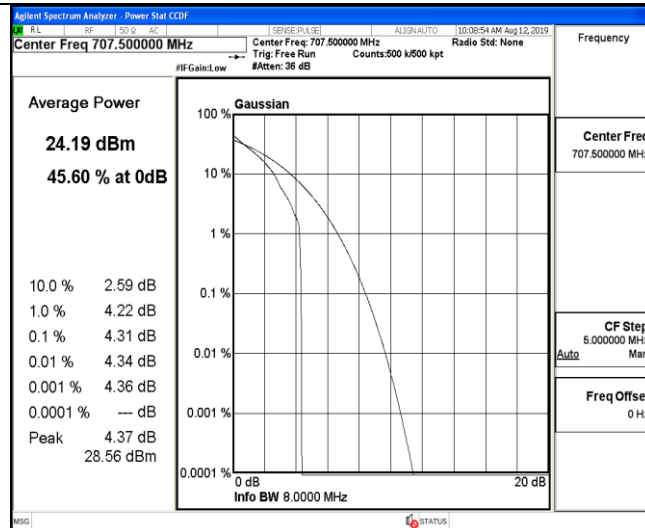 Agilent Spectrum Analyzer - Power Stat CCDF
RL RF 50 Ω AC SENSE:PULSE ALIGN AUTO 10:08:54 AM Aug 12, 2019
Center Freq 707.500000 MHz Center Freq: 707.500000 MHz Radio Std: None Frequency
Trig: Free Run Counts:500 k/500 kpt
#IFGain:Low #Atten: 36 dB
Average Power
24.19 dBm
45.60 % at 0dB
10.0 % 2.59 dB
1.0 % 4.22 dB
0.1 % 4.31 dB
0.01 % 4.34 dB
0.001 % 4.36 dB
0.0001 % --- dB
Peak 4.37 dB
28.56 dBm
Gaussian
100 %
10 %
1 %
0.1 %
0.01 %
0.001 %
0.0001 %
0 dB 20 dB
Info BW 8.0000 MHz
Center Freq
707.500000 MHz
CF Step
5.000000 MHz
Auto Man
Freq Offse
0 Hz
MSG STATUS